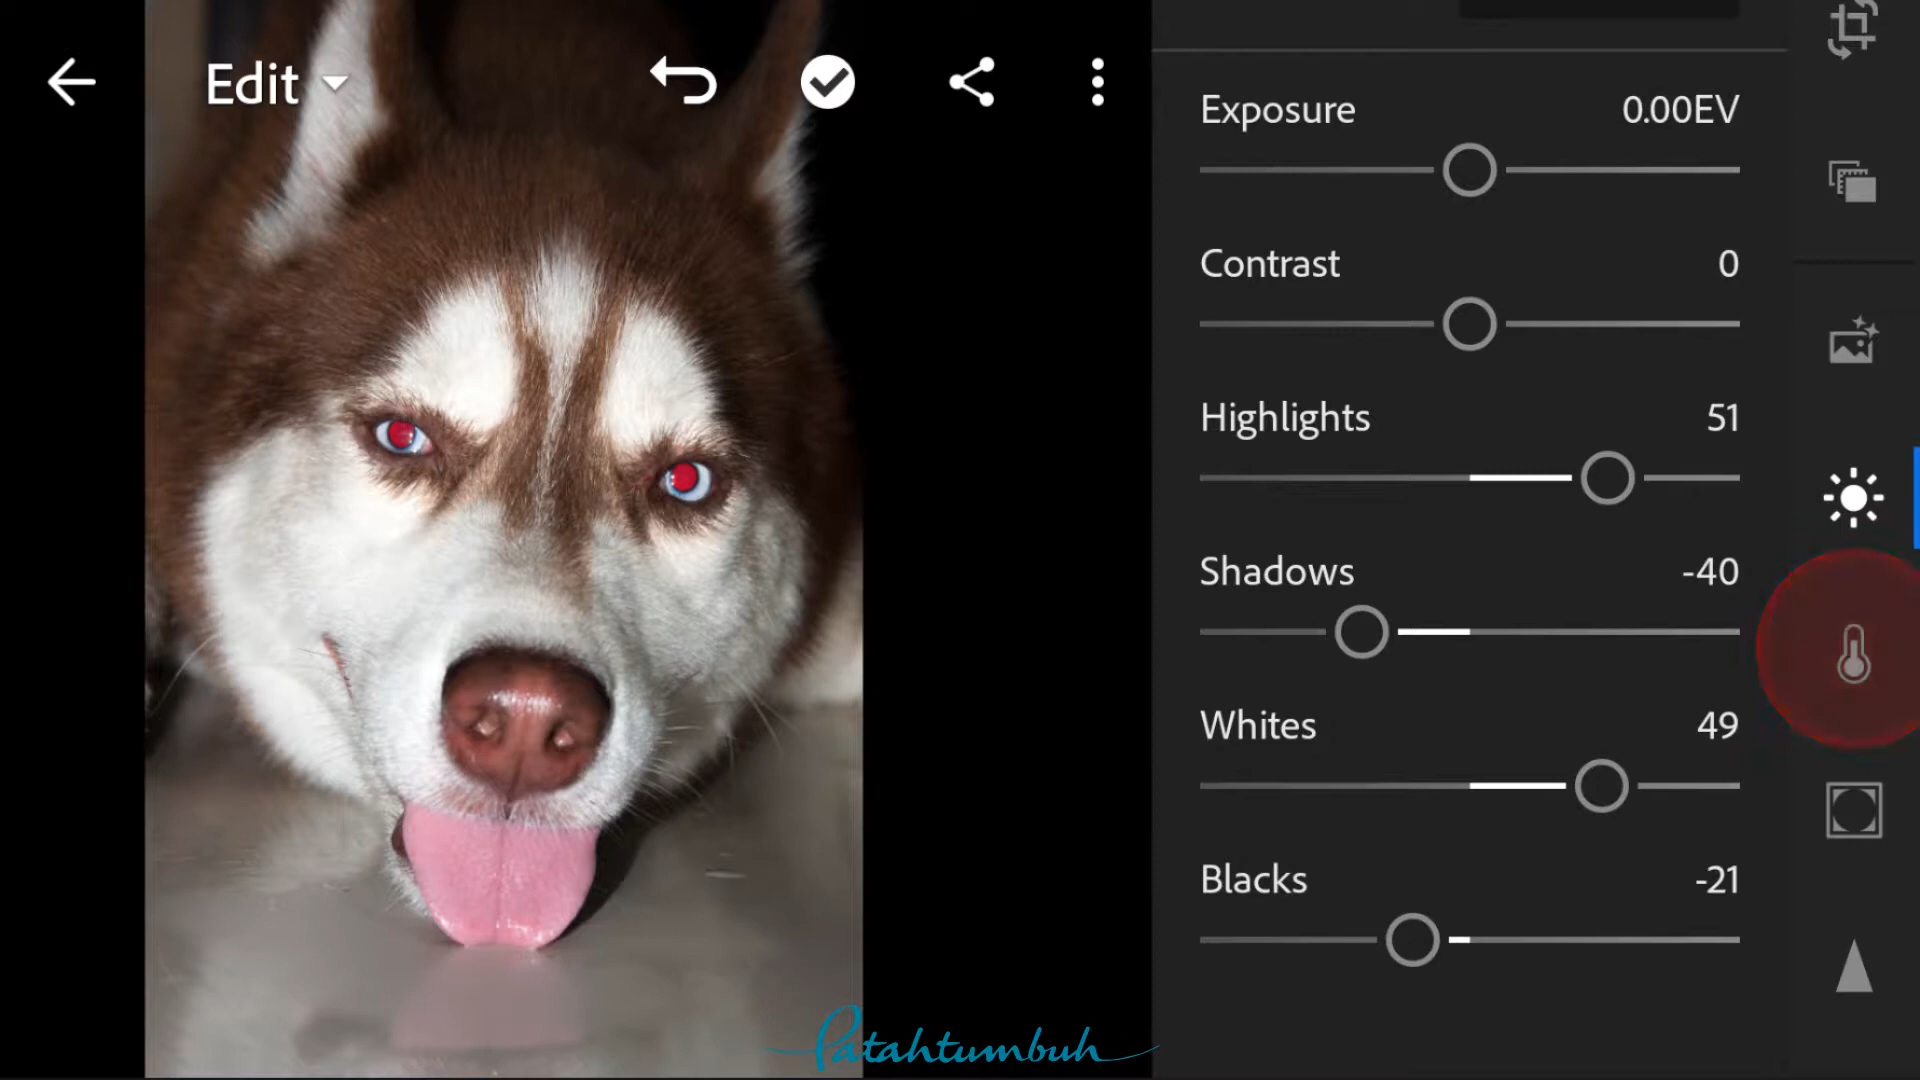 Edit
Exposure 0.00EV
Contrast 0
Highlights 51
Shadows -40
Whites 49
Blacks -21
Patahtumbuh